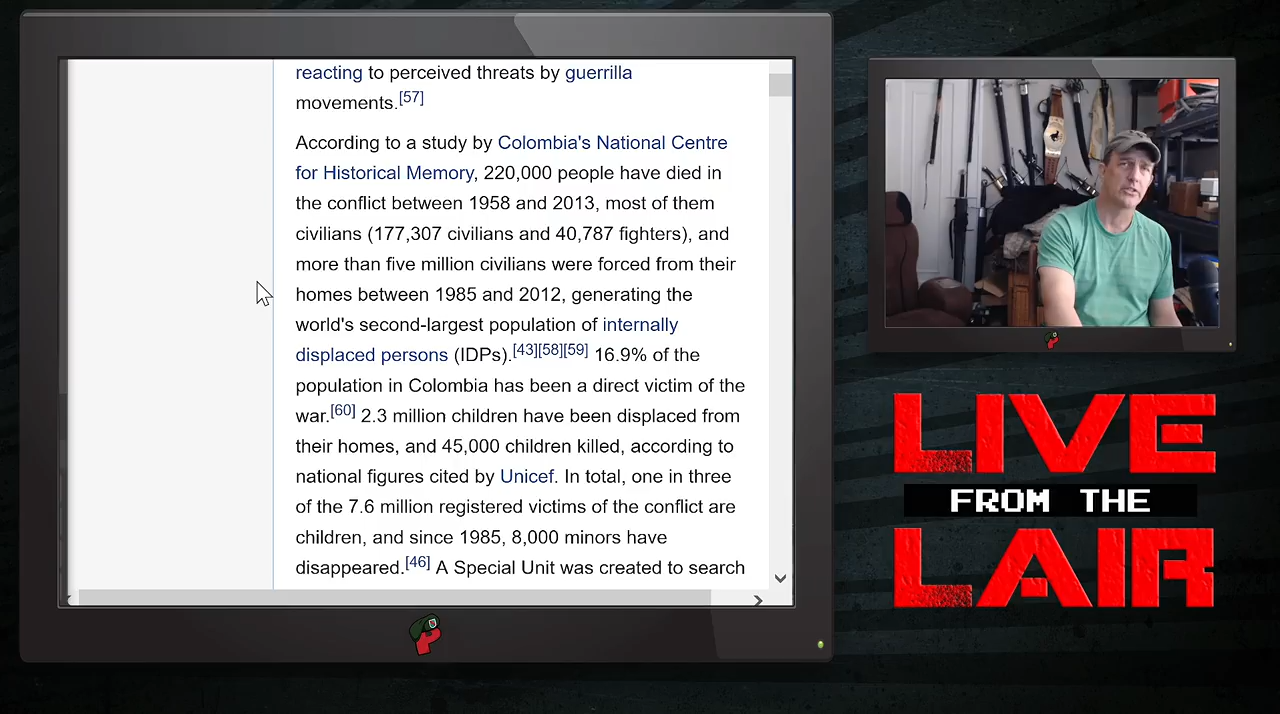 reacting to perceived threats by guerrilla
movements.[57]
According to a study by Colombia's National Centre
for Historical Memory, 220,000 people have died in
the conflict between 1958 and 2013, most of them
civilians (177,307 civilians and 40,787 fighters), and
more than five million civilians were forced from their
homes between 1985 and 2012, generating the
world's second-largest population of internally
displaced persons (IDPs).[43][58][59] 16.9% of the
population in Colombia has been a direct victim of the
war.[60] 2.3 million children have been displaced from
their homes, and 45,000 children killed, according to
national figures cited by Unicef. In total, one in three
of the 7.6 million registered victims of the conflict are
children, and since 1985, 8,000 minors have
disappeared.[46] A Special Unit was created to search
LIVE
FROM THE
LAIR